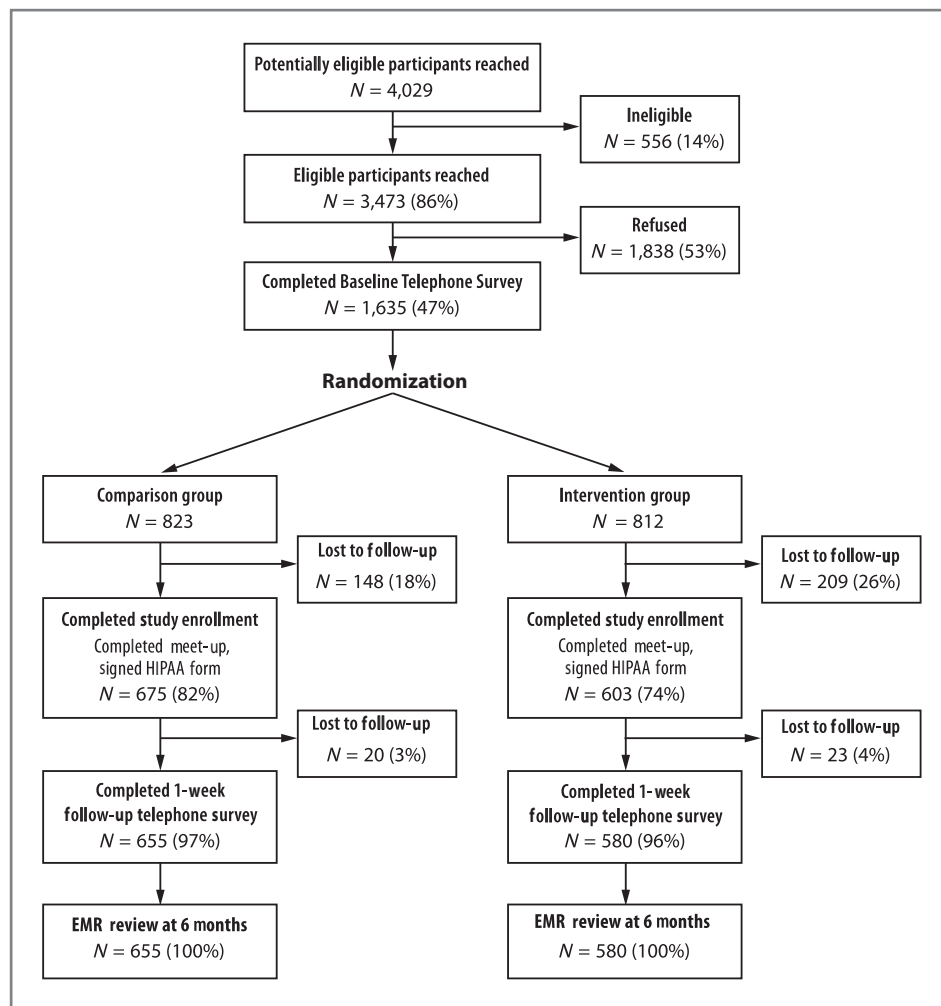 Potentially eligible participants reached
N = 4,029
Ineligible
N = 556 (14%)
Eligible participants reached
N = 3,473 (86%)
Refused
N = 1,838 (53%)
Completed Baseline Telephone Survey
N = 1,635 (47%)
Randomization
Comparison group
N = 823
Lost to follow-up
N = 148 (18%)
Completed study enrollment
Completed meet-up,
signed HIPAA form
N = 675 (82%)
Lost to follow-up
N = 20 (3%)
Completed 1-week
follow-up telephone survey
N = 655 (97%)
EMR review at 6 months
N = 655 (100%)
Intervention group
N = 812
Lost to follow-up
N = 209 (26%)
Completed study enrollment
Completed meet-up,
signed HIPAA form
N = 603 (74%)
Lost to follow-up
N = 23 (4%)
Completed 1-week
follow-up telephone survey
N = 580 (96%)
EMR review at 6 months
N = 580 (100%)